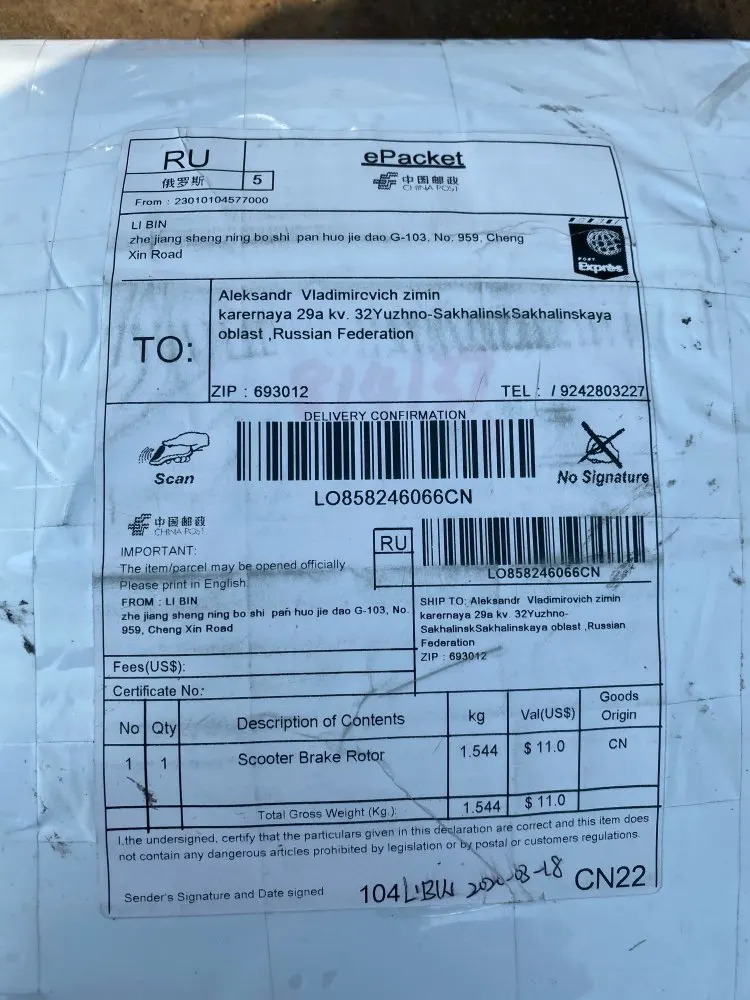 RU
俄罗斯
5
ePacket
中国邮政
CHINA POST
From : 23010104577000
LI BIN
zhe jiang sheng ning bo shi pan huo jie dao G-103, No. 959, Cheng
Xin Road
POST
Exprès
TO:
Aleksandr Vladimirovich zimin
karernaya 29a kv. 32Yuzhno-SakhalinskSakhalinskaya
oblast ,Russian Federation
ZIP : 693012
TEL : / 9242803227
DELIVERY CONFIRMATION
Scan
No Signature
LO858246066CN
中国邮政
CHINA POST
RU
LO858246066CN
IMPORTANT:
The item/parcel may be opened officially
Please print in English.
FROM : LI BIN
zhe jiang sheng ning bo shi pan huo jie dao G-103, No.
959, Cheng Xin Road
SHIP TO: Aleksandr Vladimirovich zimin
karernaya 29a kv. 32Yuzhno-
SakhalinskSakhalinskaya oblast ,Russian
Federation
ZIP : 693012
Fees(US$):
Certificate No:
No Qty Description of Contents kg Val(US$) Goods Origin
1 1 Scooter Brake Rotor 1.544 $ 11.0 CN
Total Gross Weight (Kg.): 1.544 $ 11.0
I,the undersigned, certify that the particulars given in this declaration are correct and this item does
not contain any dangerous articles prohibited by legislation or by postal or customs regulations.
Sender's Signature and Date signed 104 LIBIN 2020-03-18 CN22